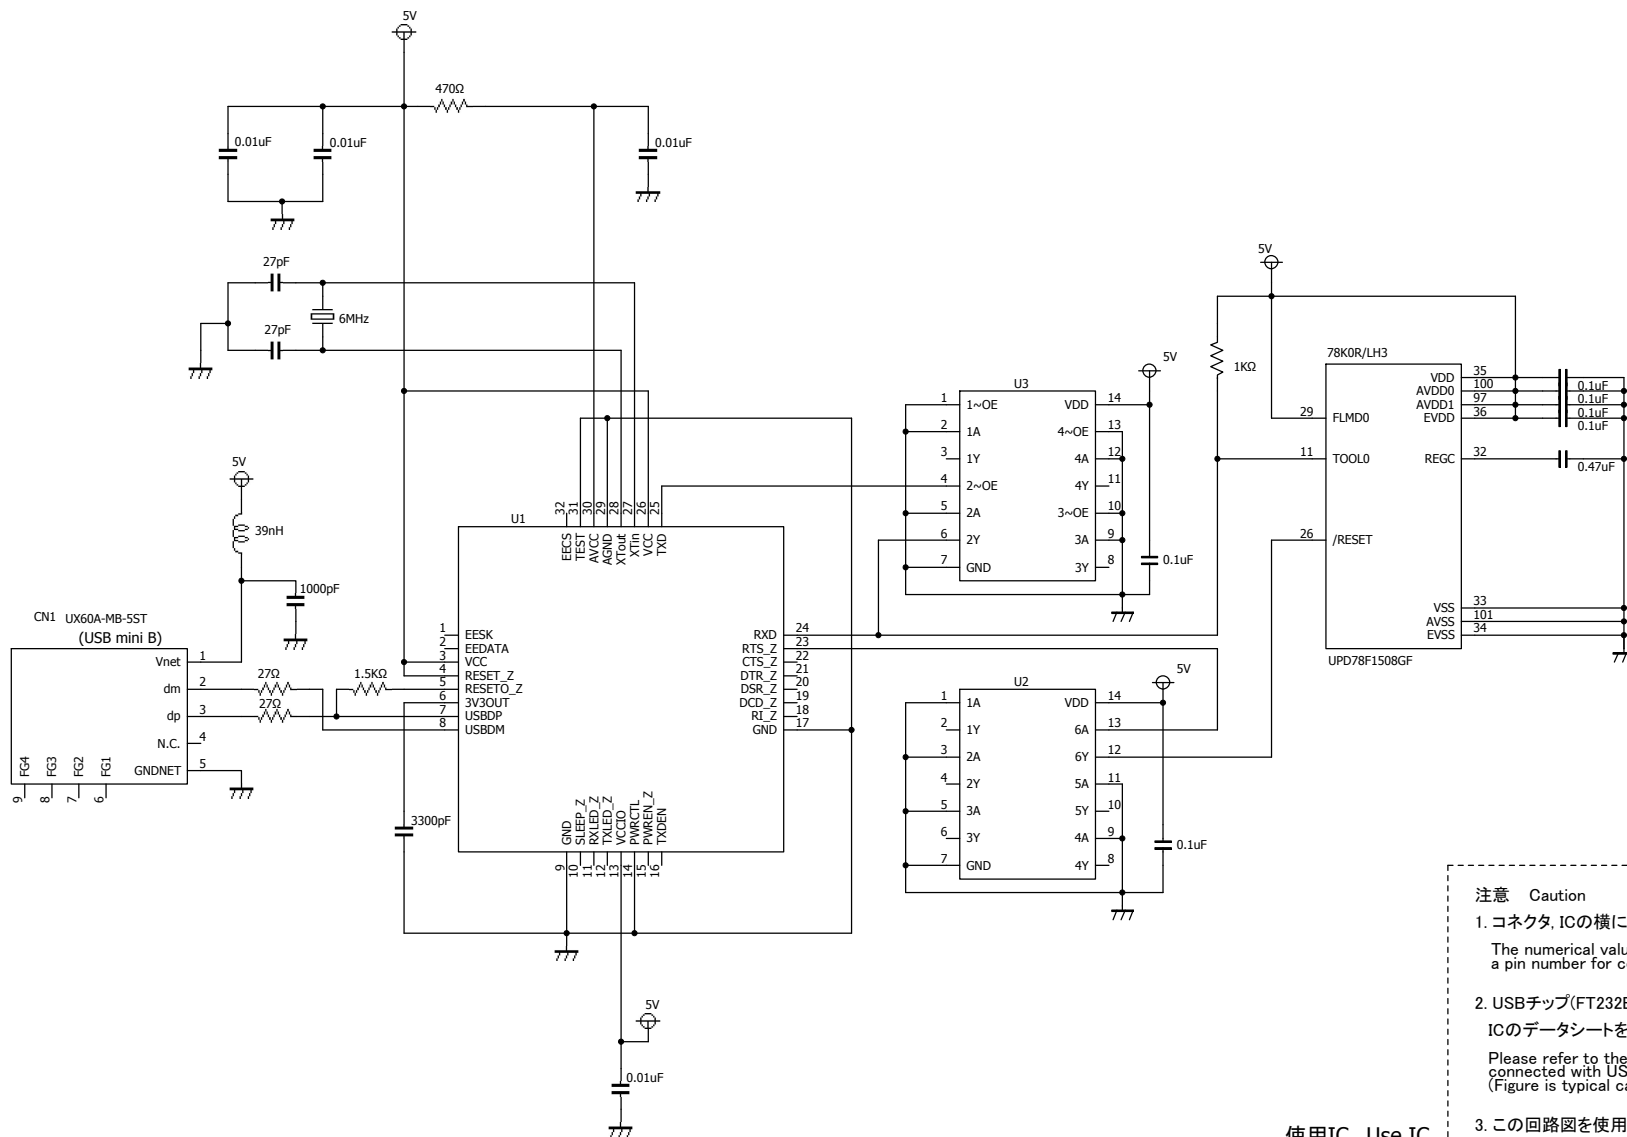 5V
470Ω
0.01uF
0.01uF
0.01uF
27pF
27pF
6MHz
5V
39nH
1000pF
CN1 UX60A-MB-5ST
(USB mini B)
Vnet 1
dm 2
dp 3
N.C. 4
GNDNET 5
FG4 9
FG3 8
FG2 7
FG1 6
27Ω
27Ω
1.5KΩ
3300pF
U1
32 EECS
31 TEST
30 AVCC
29 AGND
28 XTout
27 XTin
26 VCC
25 TXD
1 EESK
2 EEDATA
3 VCC
4 RESET_Z
5 RESETO_Z
6 3V3OUT
7 USBDP
8 USBDM
RXD 24
RTS_Z 23
CTS_Z 22
DTR_Z 21
DSR_Z 20
DCD_Z 19
RI_Z 18
GND 17
GND 9
SLEEP_Z 10
RXLED_Z 11
TXLED_Z 12
VCCIO 13
PWRCTL 14
PWREN_Z 15
TXDEN 16
5V
0.01uF
U3
5V
1 1~OE
2 1A
3 1Y
4 2~OE
5 2A
6 2Y
7 GND
VDD 14
4~OE 13
4A 12
4Y 11
3~OE 10
3A 9
3Y 8
0.1uF
U2
5V
1 1A
2 1Y
3 2A
4 2Y
5 3A
6 3Y
7 GND
VDD 14
6A 13
6Y 12
5A 11
5Y 10
4A 9
4Y 8
0.1uF
5V
1KΩ
78K0R/LH3
29 FLMD0
11 TOOL0
26 /RESET
VDD 35
AVDD0 100
AVDD1 97
EVDD 36
REGC 32
VSS 33
AVSS 101
EVSS 34
0.1uF
0.1uF
0.1uF
0.1uF
0.47uF
UPD78F1508GF
注意 Caution
1. コネクタ, ICの横に
The numerical valu
a pin number for c
2. USBチップ(FT232B
ICのデータシートを
Please refer to the
connected with US
(Figure is typical ca
3. この回路図を使用
使用IC Use IC